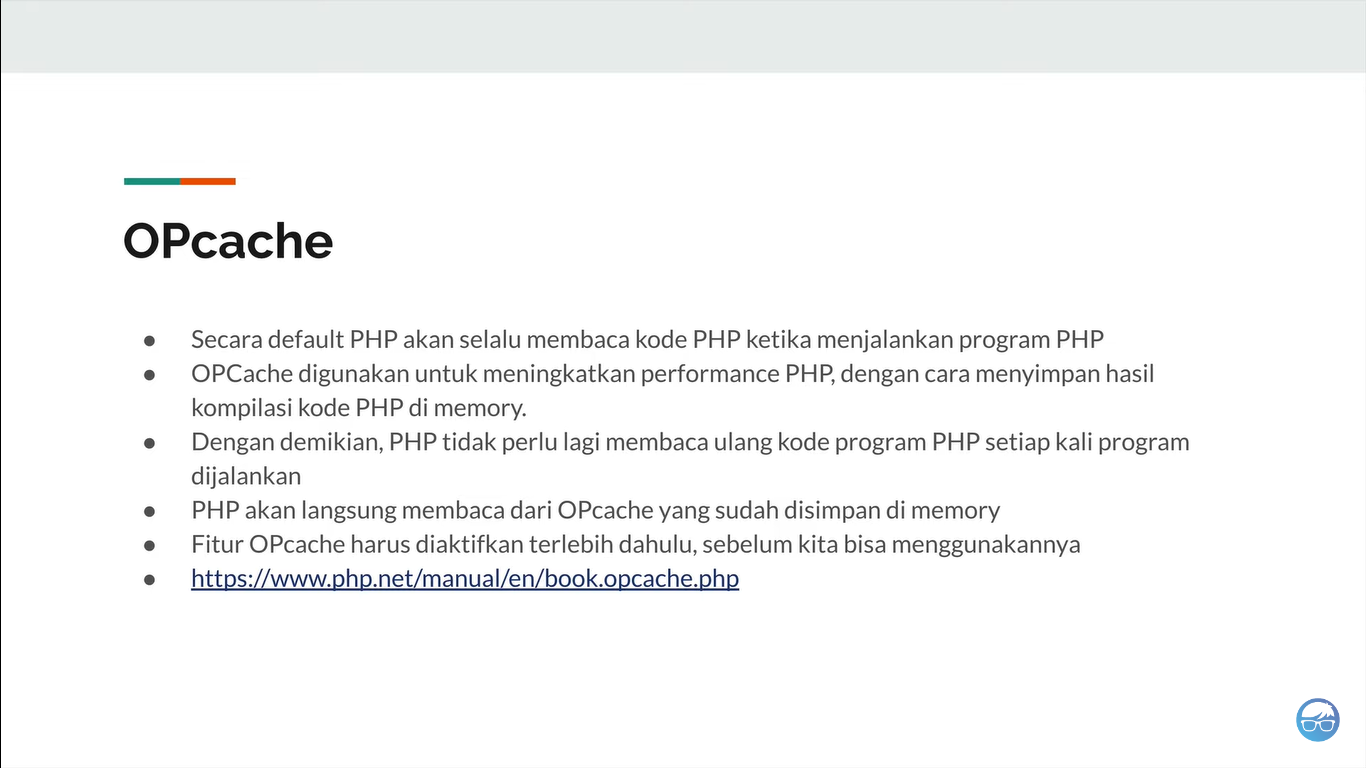 OPcache
● Secara default PHP akan selalu membaca kode PHP ketika menjalankan program PHP
● OPCache digunakan untuk meningkatkan performance PHP, dengan cara menyimpan hasil
kompilasi kode PHP di memory.
● Dengan demikian, PHP tidak perlu lagi membaca ulang kode program PHP setiap kali program
dijalankan
● PHP akan langsung membaca dari OPcache yang sudah disimpan di memory
● Fitur OPcache harus diaktifkan terlebih dahulu, sebelum kita bisa menggunakannya
● https://www.php.net/manual/en/book.opcache.php